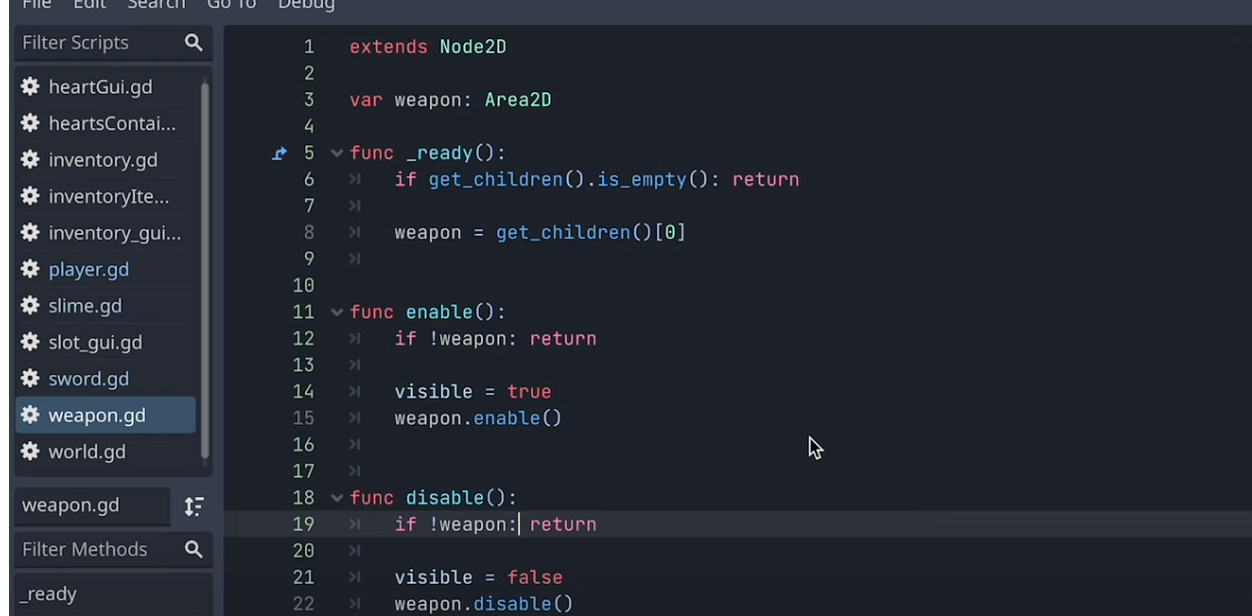 File Edit Search Go To Debug
Filter Scripts
heartGui.gd
heartsContai...
inventory.gd
inventoryIte...
inventory_gui...
player.gd
slime.gd
slot_gui.gd
sword.gd
weapon.gd
world.gd
weapon.gd
Filter Methods
_ready
1 extends Node2D
2
3 var weapon: Area2D
4
5 func _ready():
6 if get_children().is_empty(): return
7
8 weapon = get_children()[0]
9
10
11 func enable():
12 if !weapon: return
13
14 visible = true
15 weapon.enable()
16
17
18 func disable():
19 if !weapon: return
20
21 visible = false
22 weapon.disable()